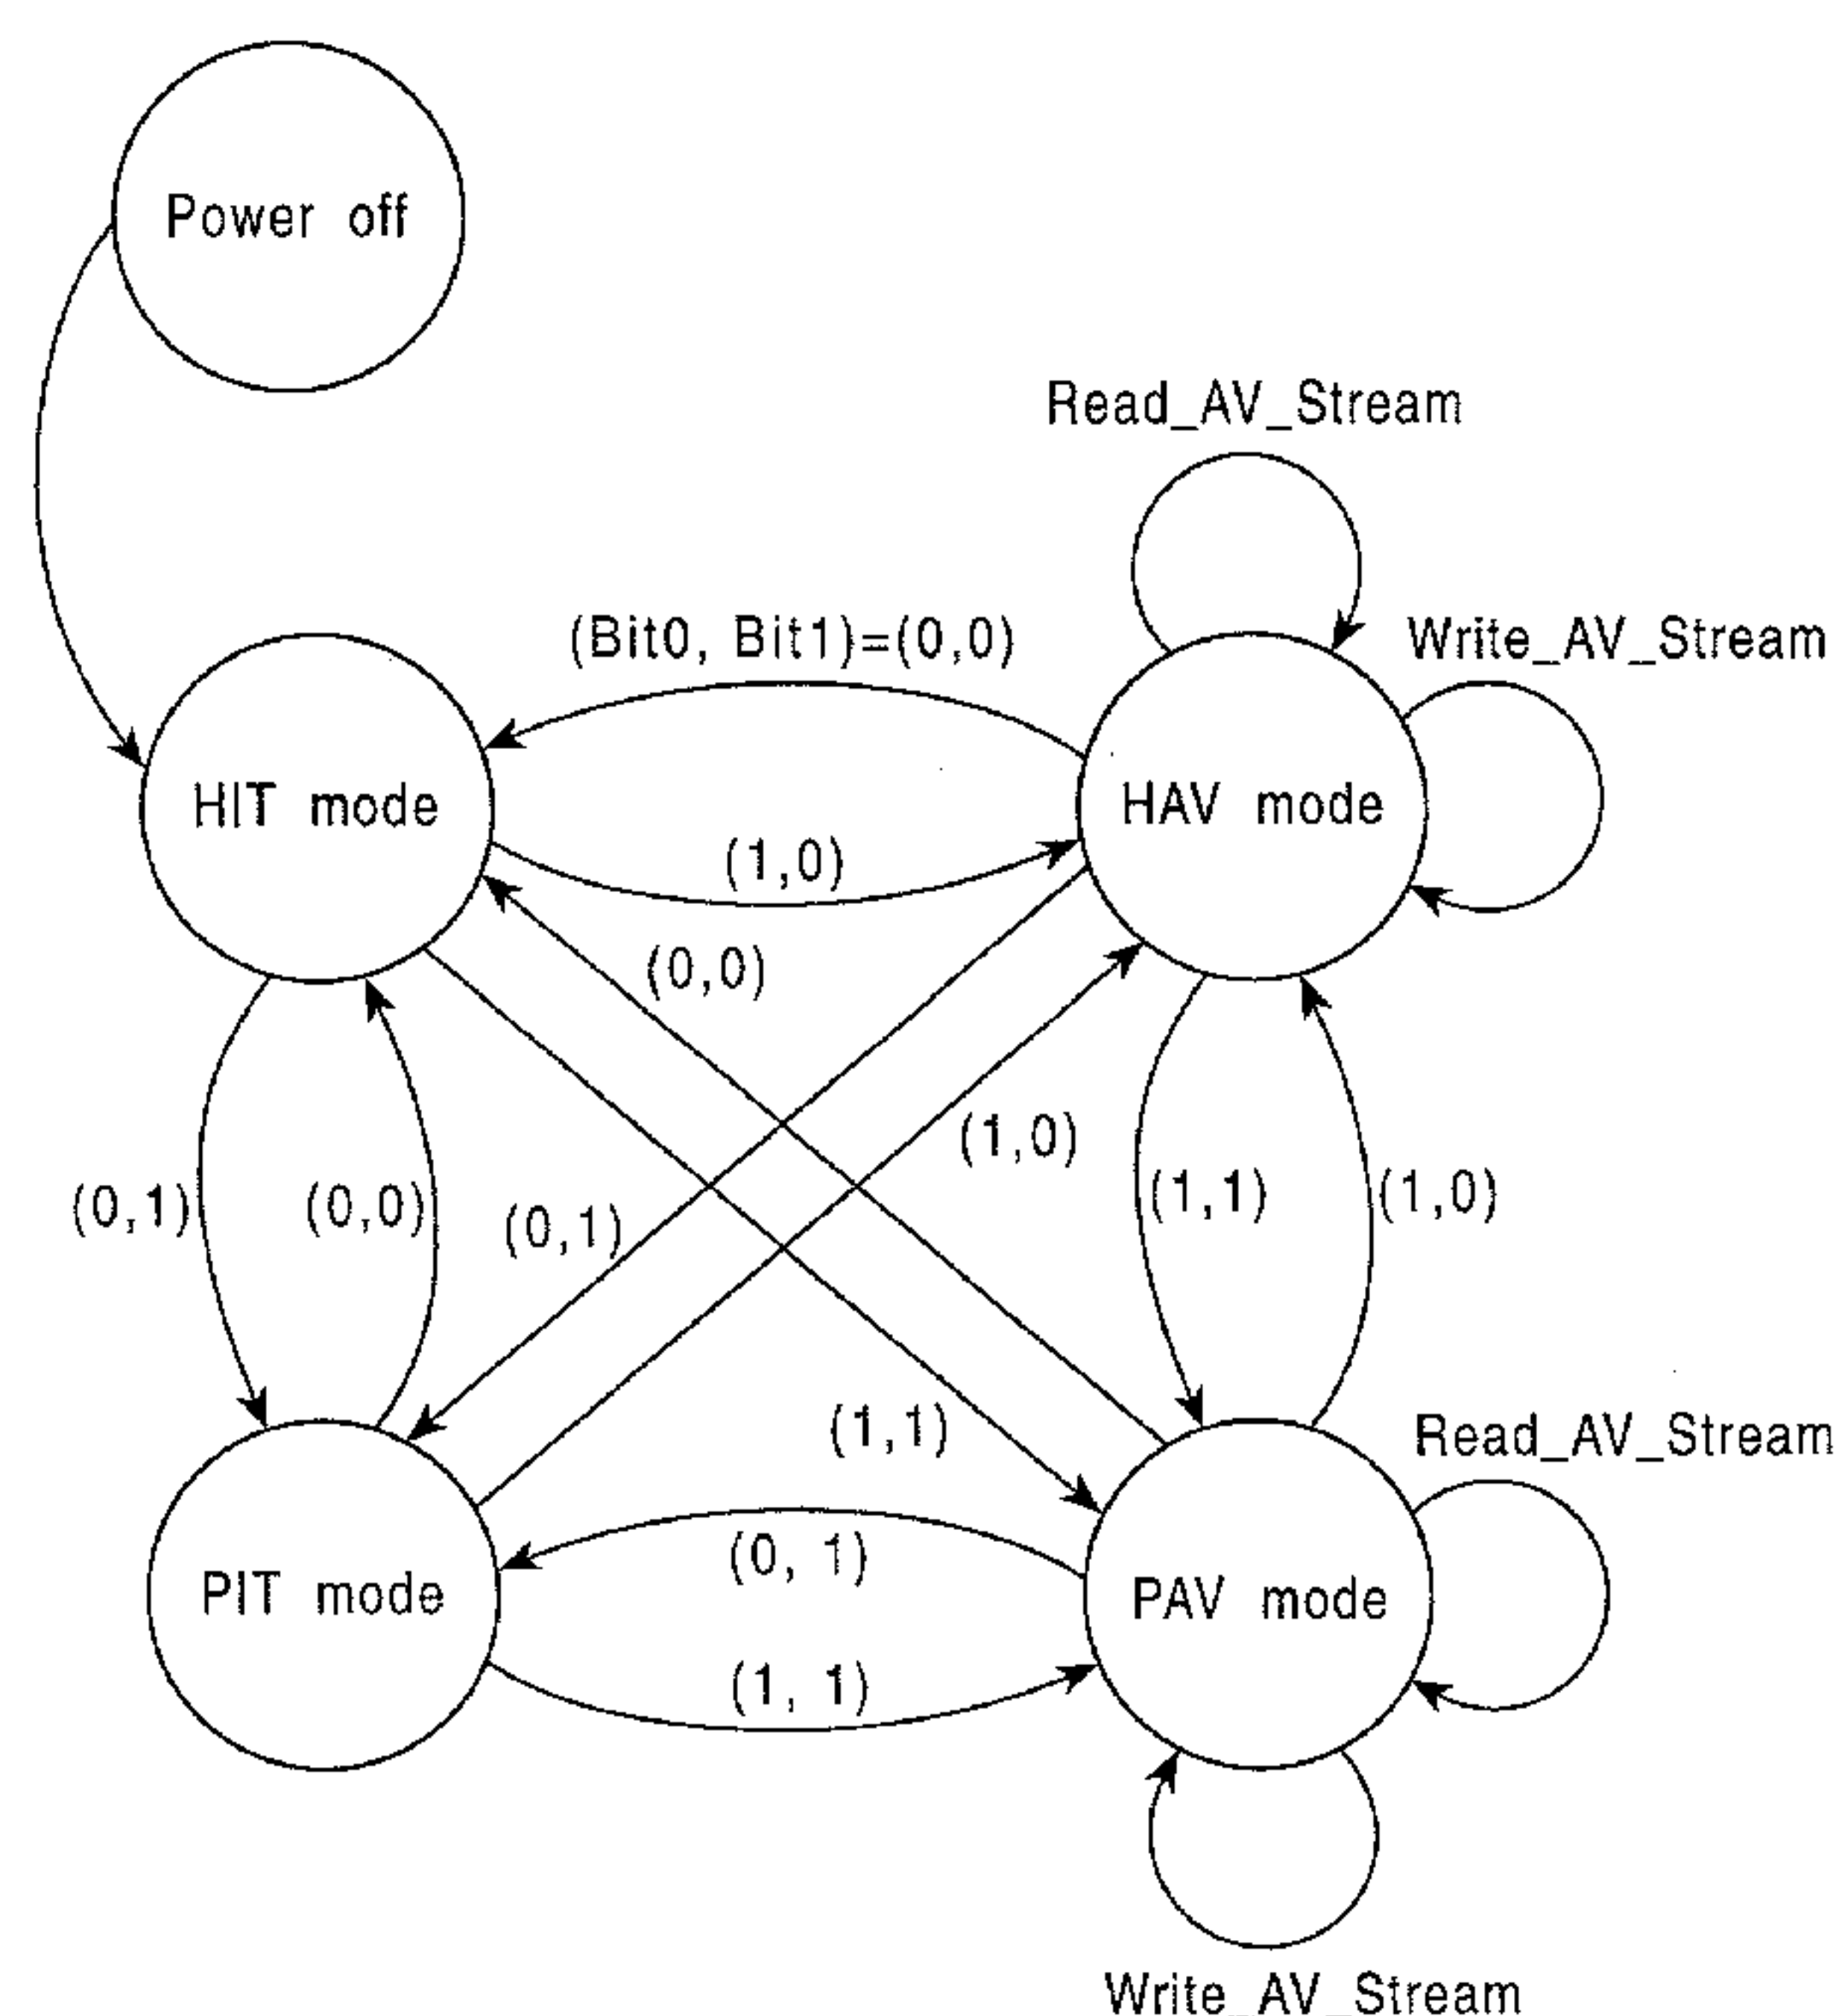 Power off
Read_AV_Stream
(Bit0, Bit1)=(0,0)
Write_AV_Stream
HIT mode
HAV mode
(1,0)
(0,0)
(1,0)
(0,1)
(0,0)
(0,1)
(1,1)
(1,0)
(1,1)
Read_AV_Stream
(0, 1)
PIT mode
PAV mode
(1, 1)
Write_AV_Stream